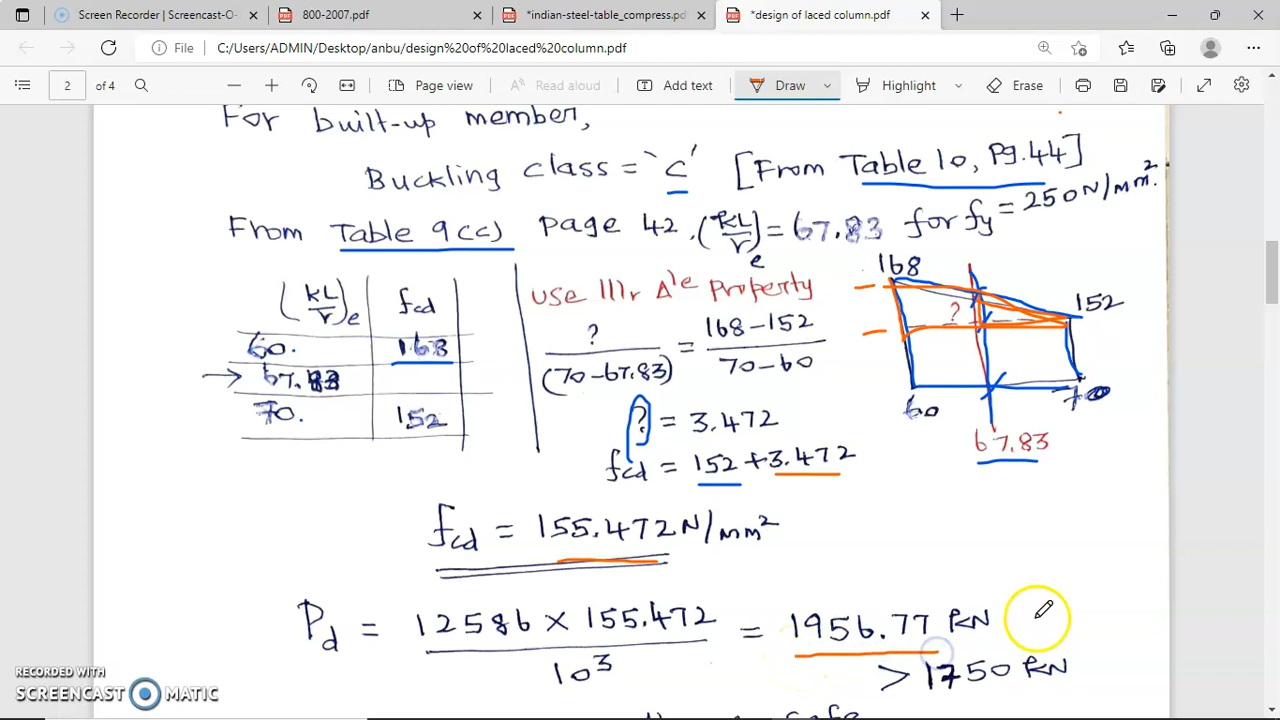 Screen Recorder | Screencast-O-
800-2007.pdf
*indian-steel-table_compress.pd
*design of laced column.pdf
File
C:/Users/ADMIN/Desktop/anbu/design%20of%20laced%20column.pdf
2 of 4
Page view
Read aloud
Add text
Draw
Highlight
Erase
For built-up member,
Buckling class = 'c' [From Table 10, Pg.44]
From Table 9(c) page 42. (KL/r)e = 67.83 for fy = 250N/mm².
(KL/r)e fcd
60. 168
→ 67.83
70. 152
Use lllr Δle Property
?/(70-67.83) = 168-152/70-60
? = 3.472
fcd = 152+3.472
168
152
?
60
70
67.83
fcd = 155.472N/mm²
Pd = 12586 × 155.472/10³ = 1956.77 KN
> 1750 KN
RECORDED WITH
SCREENCAST MATIC